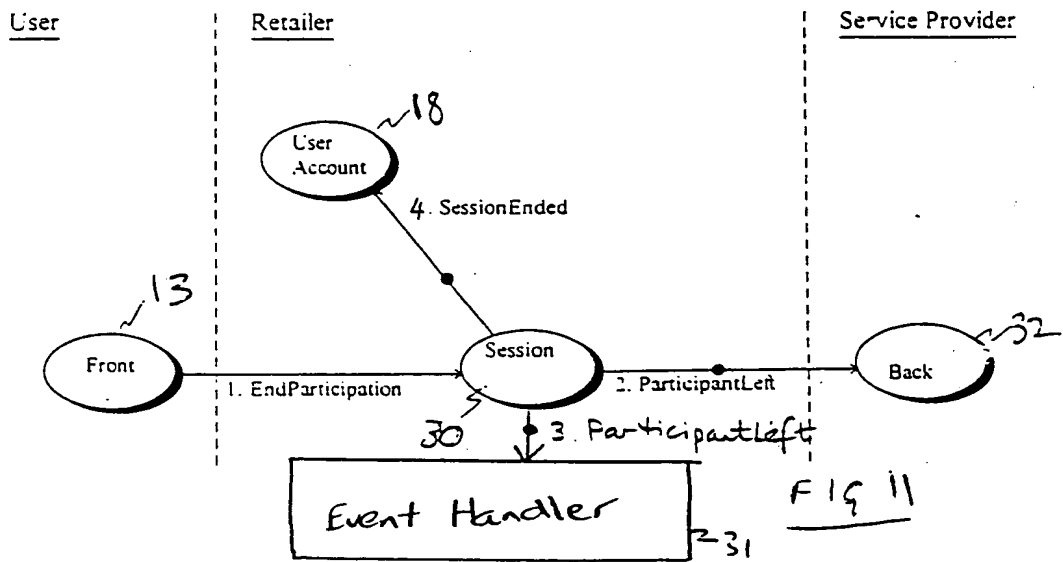 User
Retailer
Service Provider
18
User
Account
4. SessionEnded
13
Front
1. EndParticipation
Session
30
2. ParticipantLeft
32
Back
3. ParticipantLeft
Event Handler
31
FIG 11